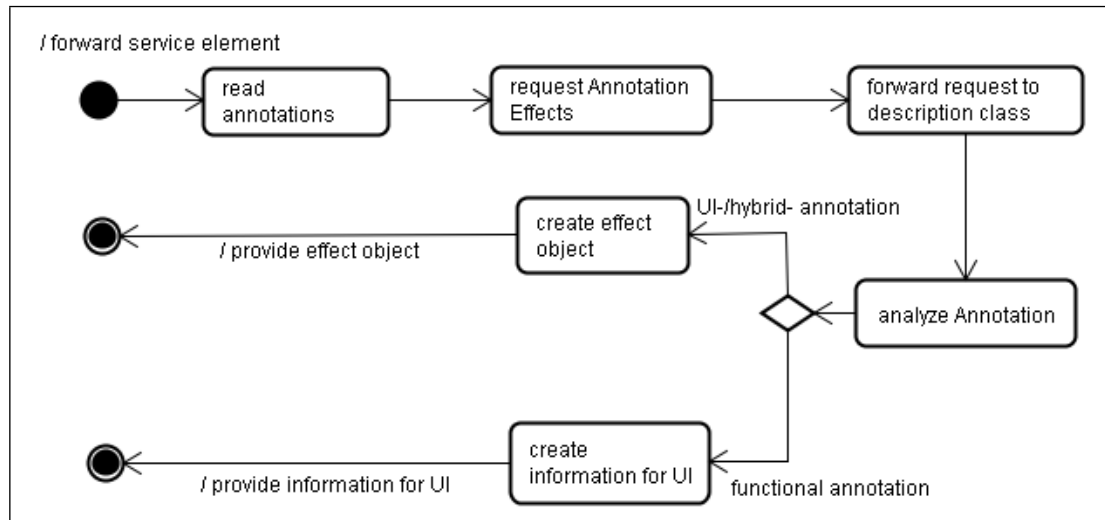 / forward service element
read
annotations
request Annotation
Effects
forward request to
description class
UI-/hybrid- annotation
create effect
object
/ provide effect object
analyze Annotation
create
information for UI
/ provide information for UI
functional annotation